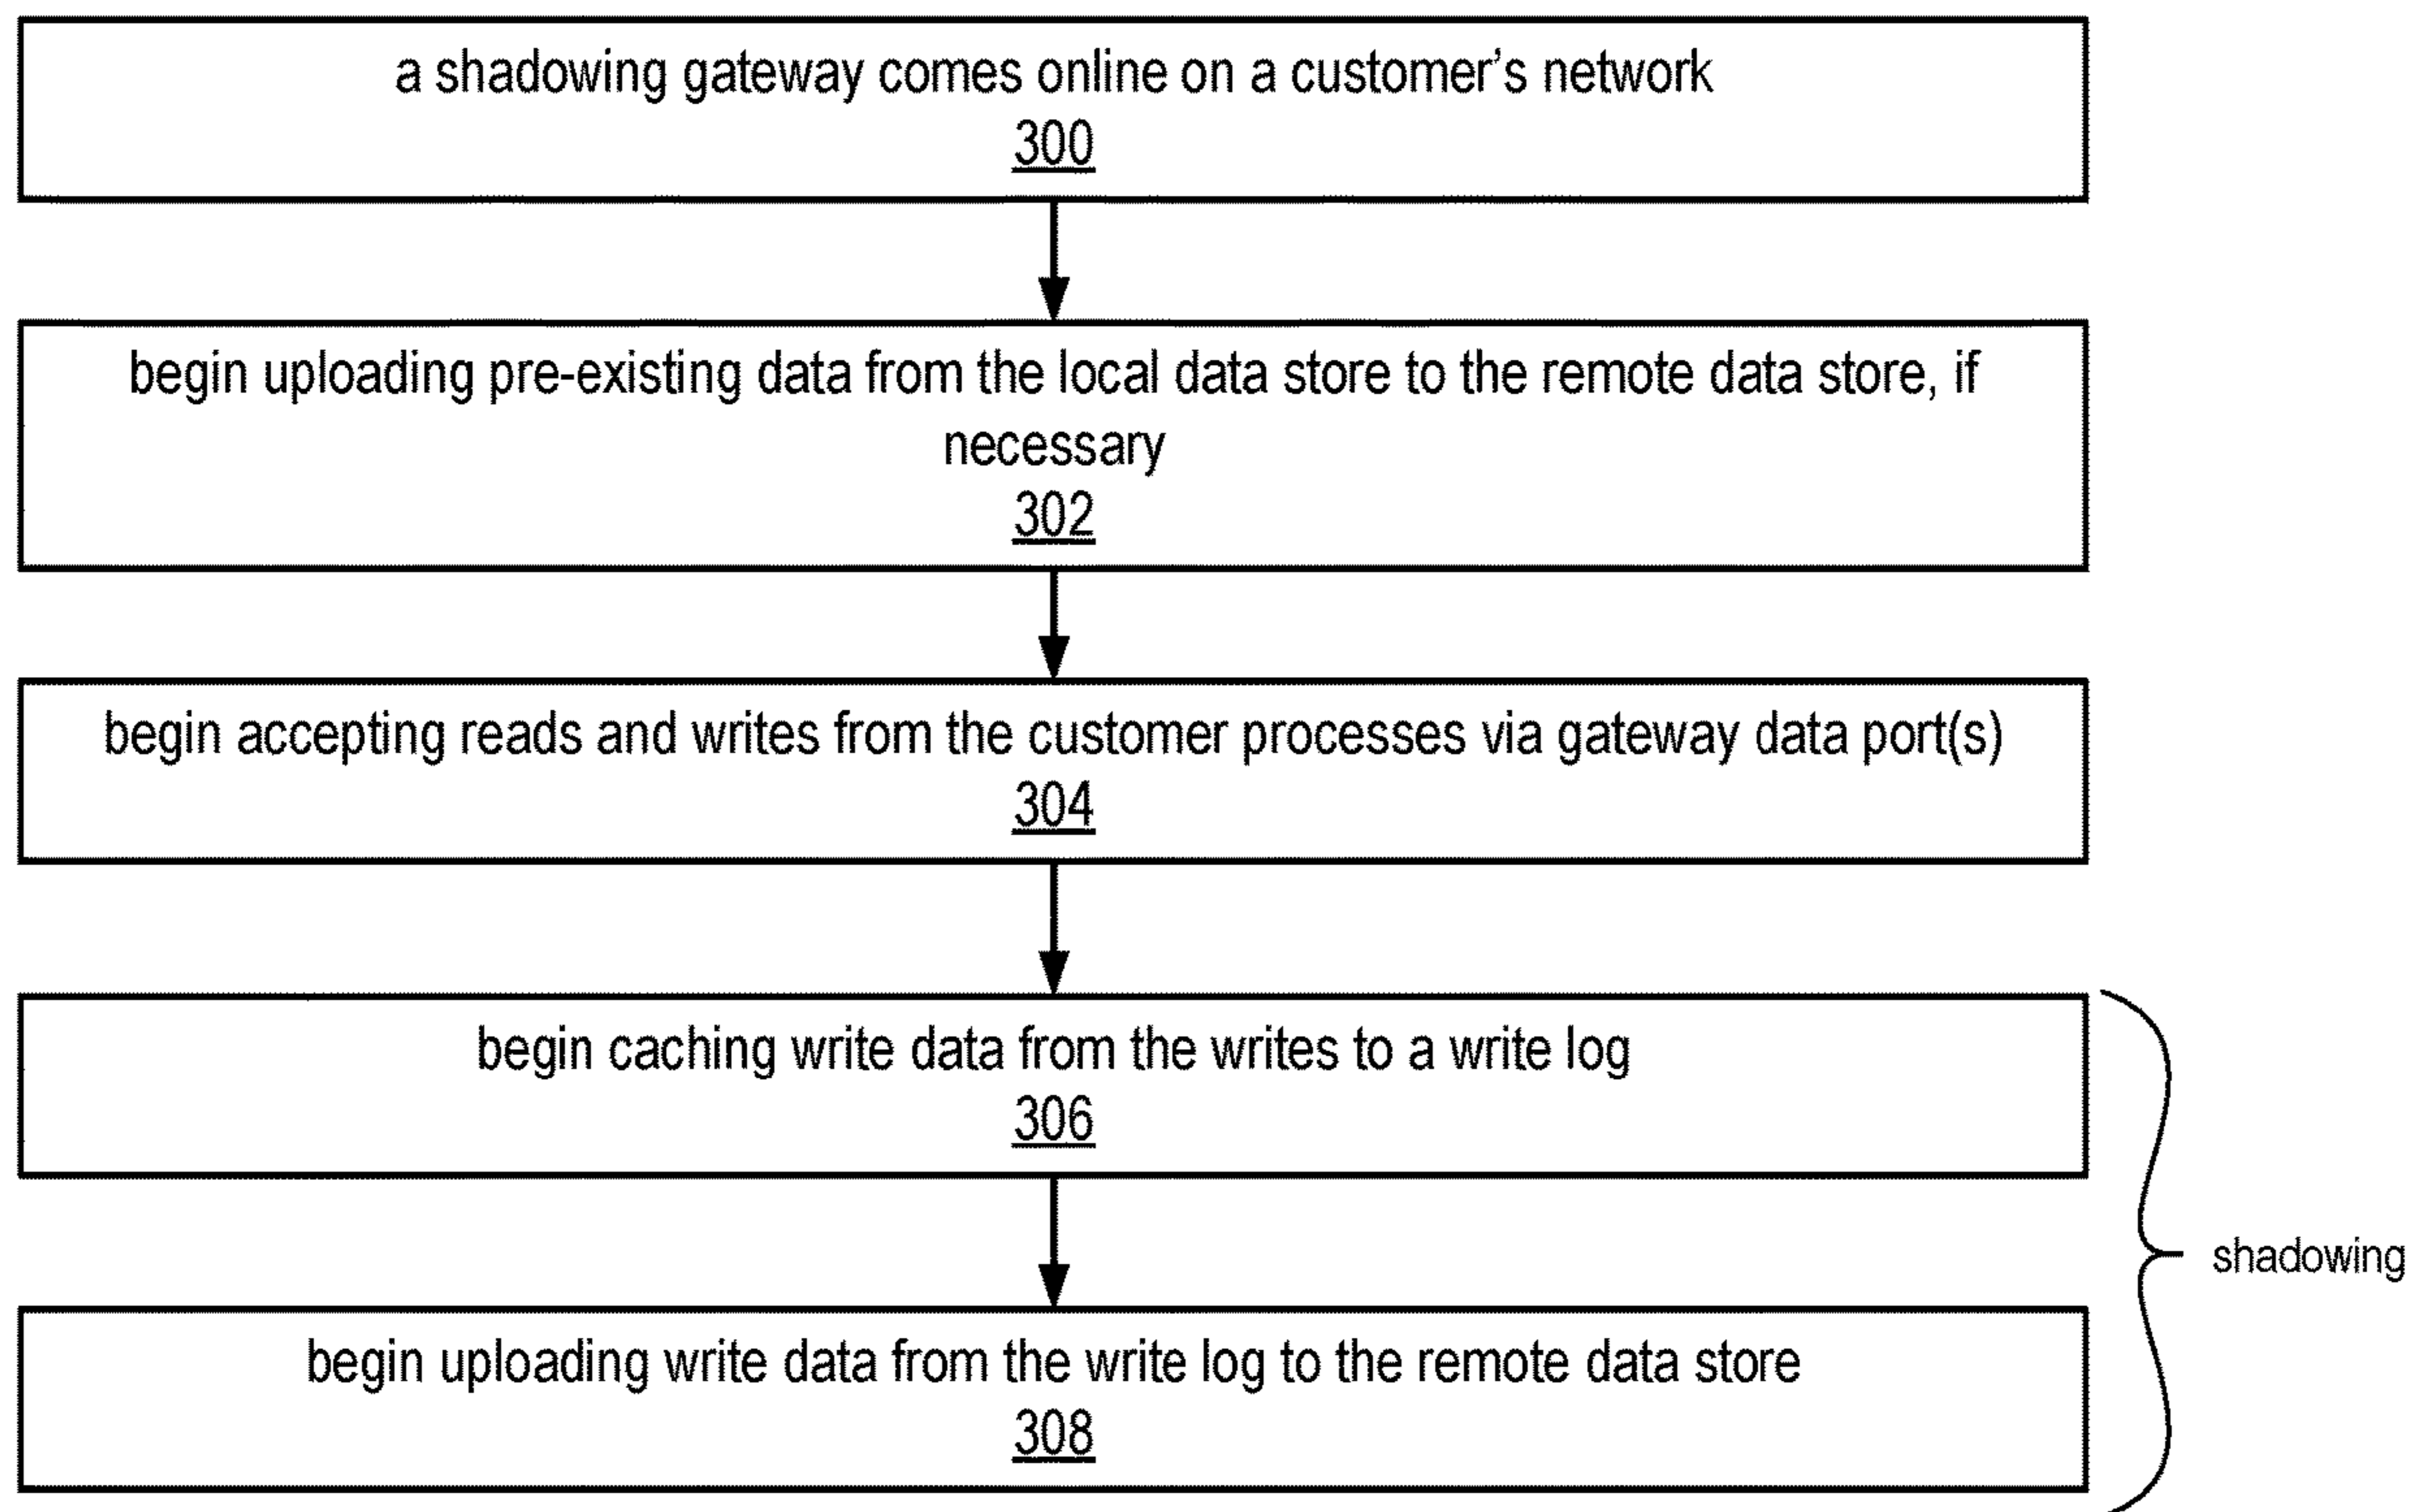 a shadowing gateway comes online on a customer's network
300
begin uploading pre-existing data from the local data store to the remote data store, if
necessary
302
begin accepting reads and writes from the customer processes via gateway data port(s)
304
begin caching write data from the writes to a write log
306
shadowing
begin uploading write data from the write log to the remote data store
308